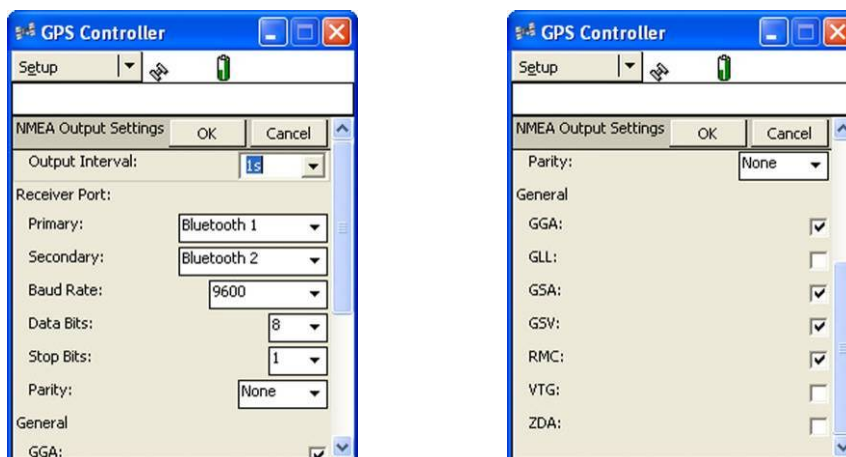 GPS Controller
Setup
NMEA Output Settings OK Cancel
Output Interval: 1s
Receiver Port:
Primary: Bluetooth 1
Secondary: Bluetooth 2
Baud Rate: 9600
Data Bits: 8
Stop Bits: 1
Parity: None
General
GGA:
GPS Controller
Setup
NMEA Output Settings OK Cancel
Parity: None
General
GGA:
GLL:
GSA:
GSV:
RMC:
VTG:
ZDA: